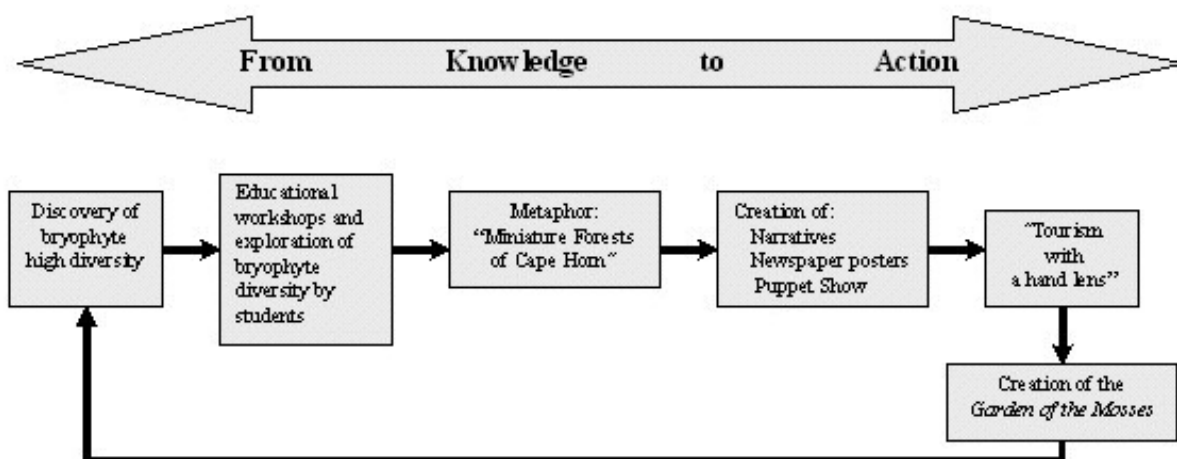 From Knowledge to Action
Discovery of
bryophyte
high diversity
Educational
workshops and
exploration of
bryophyte
diversity by
students
Metaphor:
"Miniature Forests
of Cape Horn"
Creation of:
Narratives
Newspaper posters
Puppet Show
"Tourism
with
a hand lens"
Creation of the
Garden of the Mosses